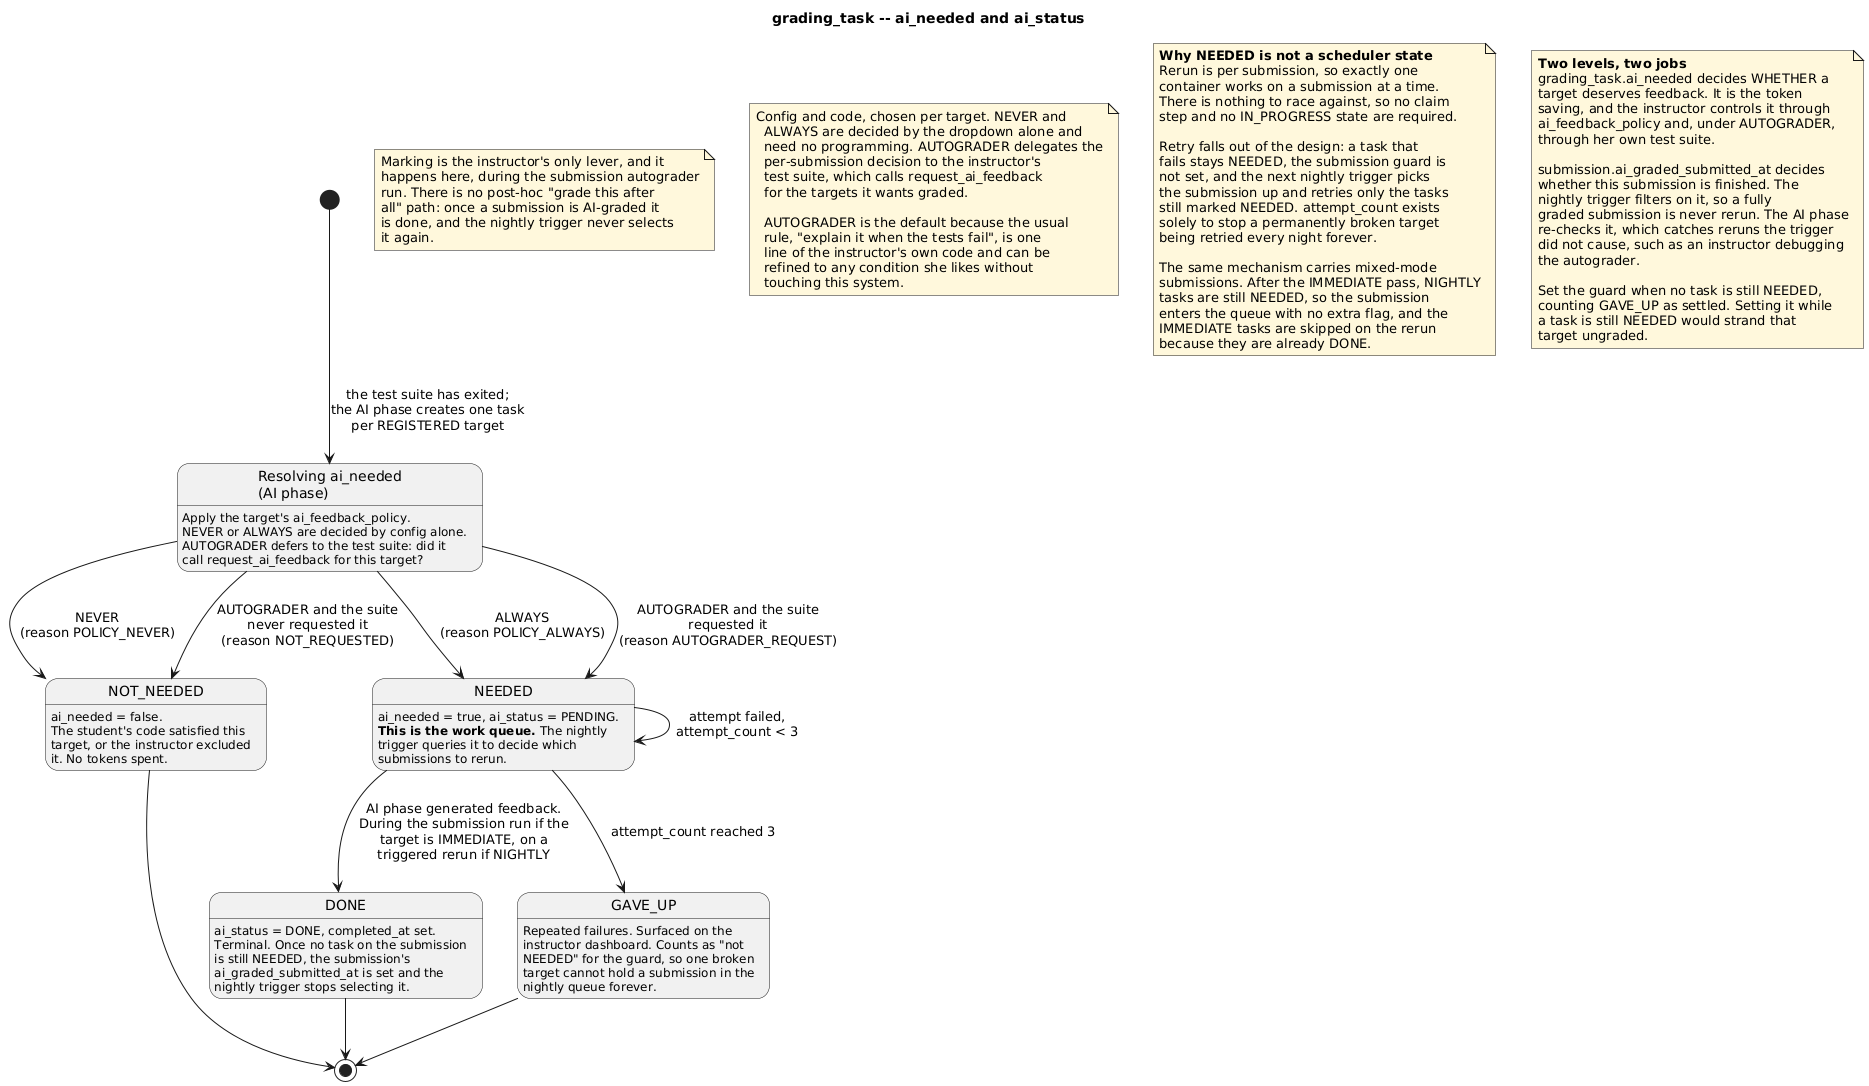 grading_task -- ai_needed and ai_status
Marking is the instructor's only lever, and it
happens here, during the submission autograder
run. There is no post-hoc "grade this after
all" path: once a submission is AI-graded it
is done, and the nightly trigger never selects
it again.
Config and code, chosen per target. NEVER and
ALWAYS are decided by the dropdown alone and
need no programming. AUTOGRADER delegates the
per-submission decision to the instructor's
test suite, which calls request_ai_feedback
for the targets it wants graded.
AUTOGRADER is the default because the usual
rule, "explain it when the tests fail", is one
line of the instructor's own code and can be
refined to any condition she likes without
touching this system.
Why NEEDED is not a scheduler state
Rerun is per submission, so exactly one
container works on a submission at a time.
There is nothing to race against, so no claim
step and no IN_PROGRESS state are required.
Retry falls out of the design: a task that
fails stays NEEDED, the submission guard is
not set, and the next nightly trigger picks
the submission up and retries only the tasks
still marked NEEDED. attempt_count exists
solely to stop a permanently broken target
being retried every night forever.
The same mechanism carries mixed-mode
submissions. After the IMMEDIATE pass, NIGHTLY
tasks are still NEEDED, so the submission
enters the queue with no extra flag, and the
IMMEDIATE tasks are skipped on the rerun
because they are already DONE.
Two levels, two jobs
grading_task.ai_needed decides WHETHER a
target deserves feedback. It is the token
saving, and the instructor controls it through
ai_feedback_policy and, under AUTOGRADER,
through her own test suite.
submission.ai_graded_submitted_at decides
whether this submission is finished. The
nightly trigger filters on it, so a fully
graded submission is never rerun. The AI phase
re-checks it, which catches reruns the trigger
did not cause, such as an instructor debugging
the autograder.
Set the guard when no task is still NEEDED,
counting GAVE_UP as settled. Setting it while
a task is still NEEDED would strand that
target ungraded.
the test suite has exited;
the AI phase creates one task
per REGISTERED target
Resolving ai_needed
(AI phase)
Apply the target's ai_feedback_policy.
NEVER or ALWAYS are decided by config alone.
AUTOGRADER defers to the test suite: did it
call request_ai_feedback for this target?
NEVER
(reason POLICY_NEVER)
AUTOGRADER and the suite
never requested it
(reason NOT_REQUESTED)
ALWAYS
(reason POLICY_ALWAYS)
AUTOGRADER and the suite
requested it
(reason AUTOGRADER_REQUEST)
NOT_NEEDED
ai_needed = false.
The student's code satisfied this
target, or the instructor excluded
it. No tokens spent.
NEEDED
ai_needed = true, ai_status = PENDING.
This is the work queue. The nightly
trigger queries it to decide which
submissions to rerun.
attempt failed,
attempt_count < 3
AI phase generated feedback.
During the submission run if the
target is IMMEDIATE, on a
triggered rerun if NIGHTLY
attempt_count reached 3
DONE
ai_status = DONE, completed_at set.
Terminal. Once no task on the submission
is still NEEDED, the submission's
ai_graded_submitted_at is set and the
nightly trigger stops selecting it.
GAVE_UP
Repeated failures. Surfaced on the
instructor dashboard. Counts as "not
NEEDED" for the guard, so one broken
target cannot hold a submission in the
nightly queue forever.